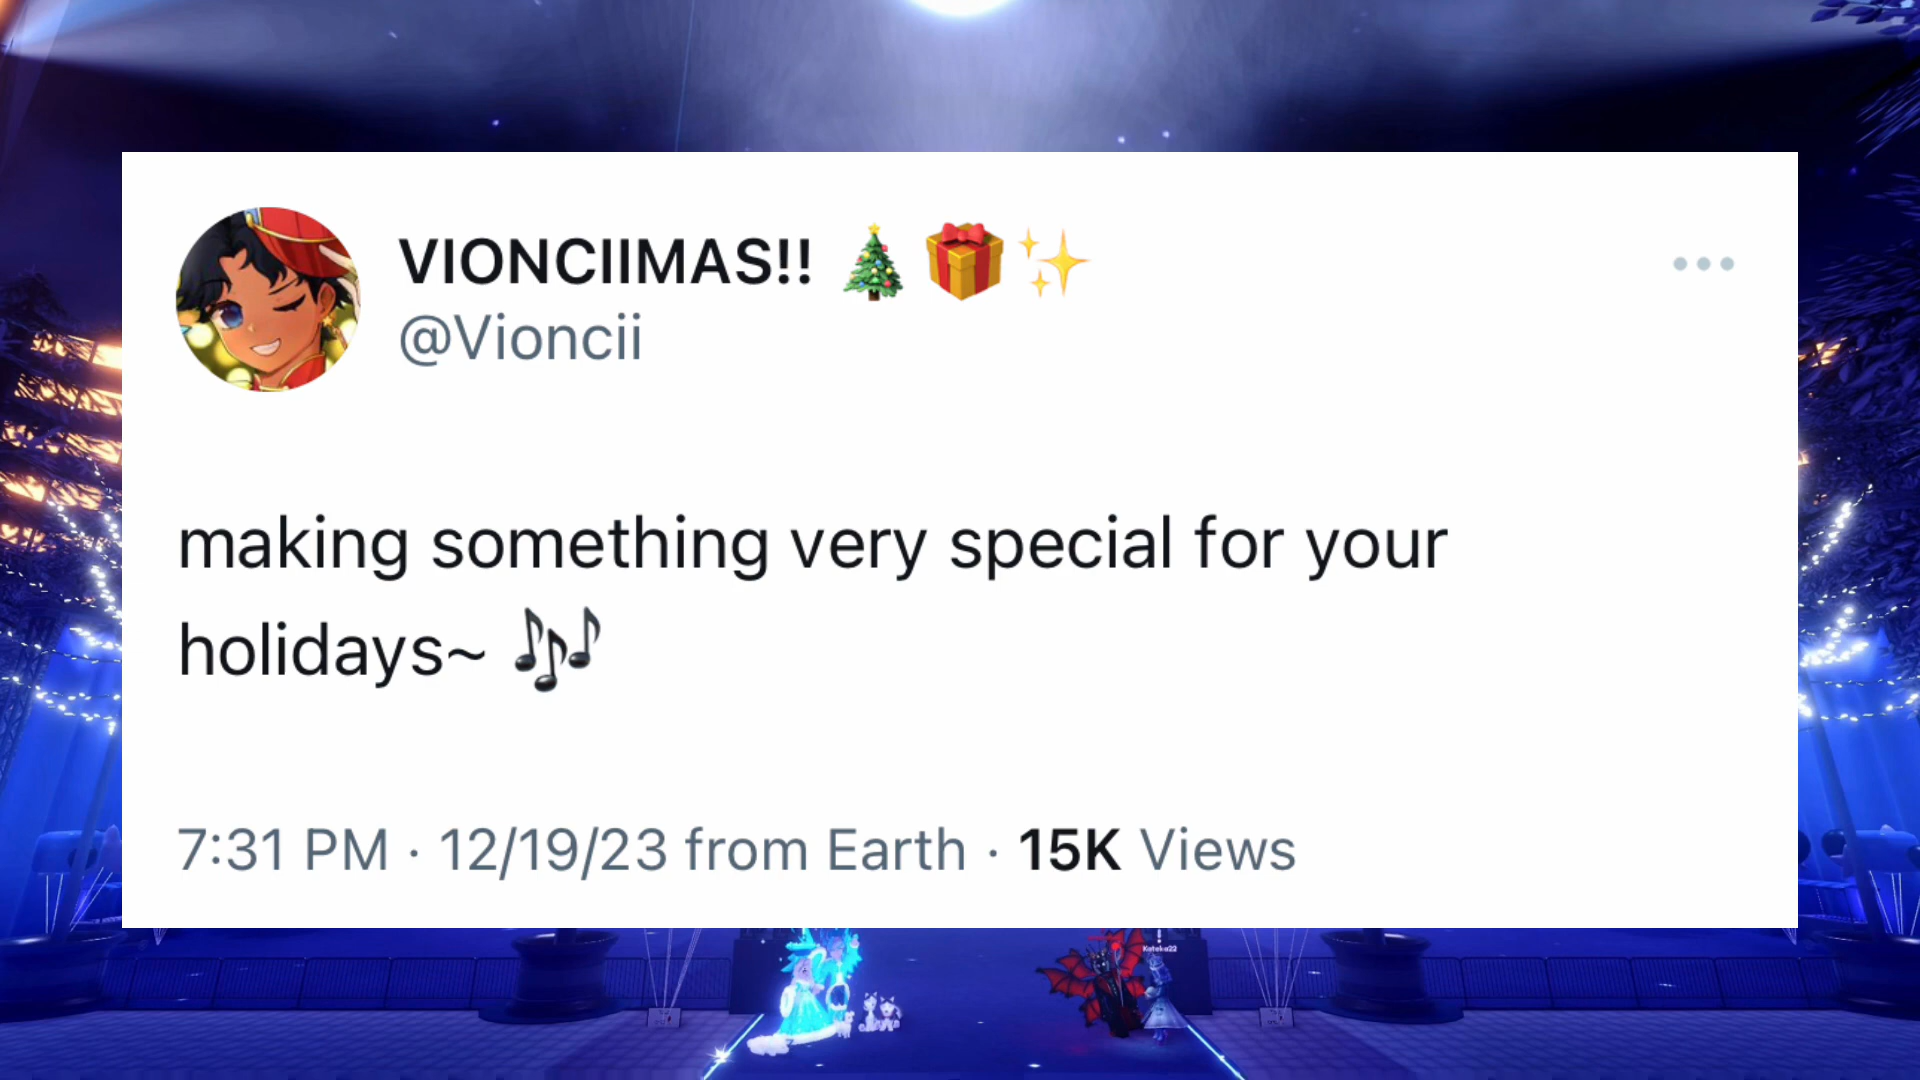 VIONCIIMAS!! 🎄🎁✨
@Vioncii
making something very special for your
holidays~ 🎶
7:31 PM · 12/19/23 from Earth · 15K Views
Kateka22